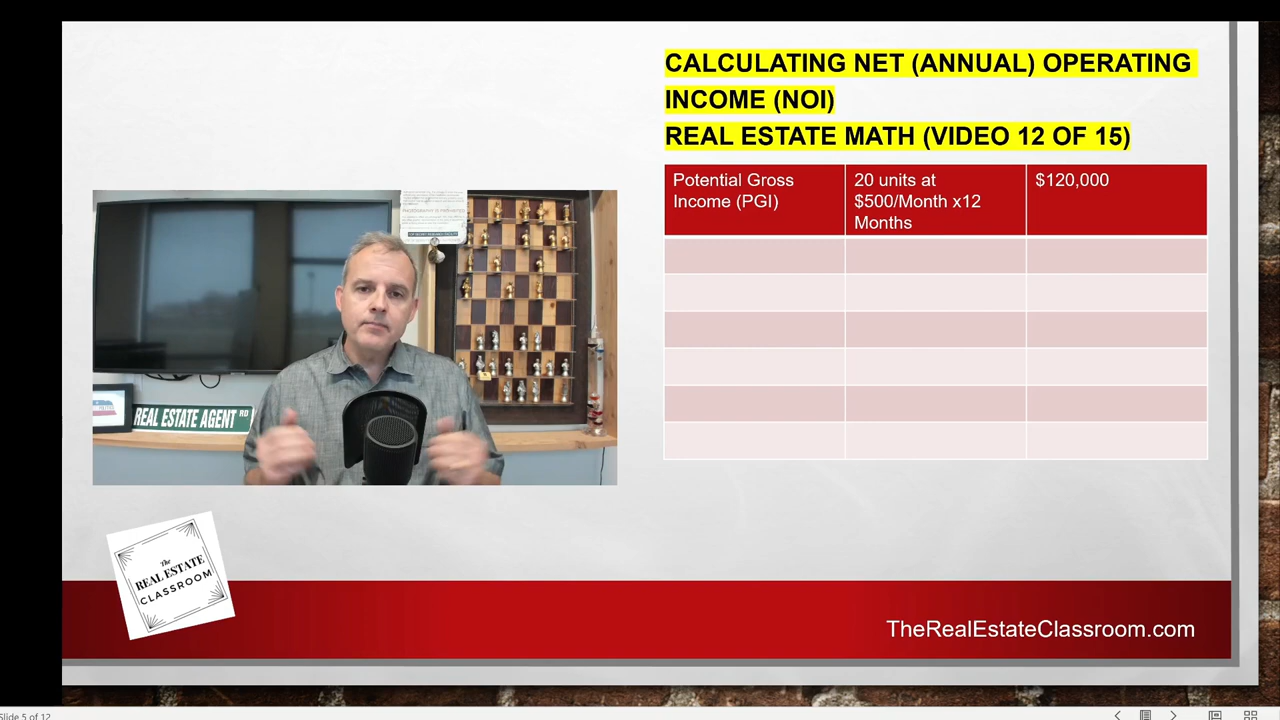 CALCULATING NET (ANNUAL) OPERATING
INCOME (NOI)
REAL ESTATE MATH (VIDEO 12 OF 15)
Potential Gross
Income (PGI)
20 units at
$500/Month x12
Months
$120,000
REAL ESTATE AGENT RD
The
REAL ESTATE
CLASSROOM
TheRealEstateClassroom.com
Slide 5 of 12